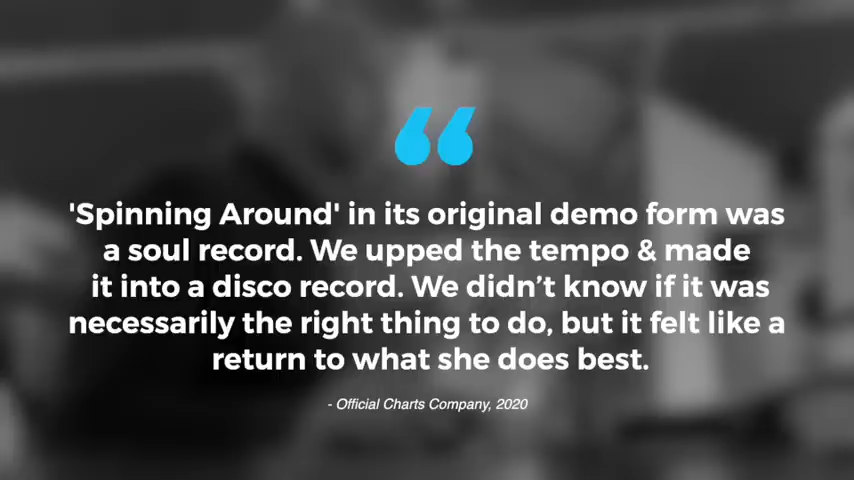 “
'Spinning Around' in its original demo form was
a soul record. We upped the tempo & made
it into a disco record. We didn’t know if it was
necessarily the right thing to do, but it felt like a
return to what she does best.
- Official Charts Company, 2020